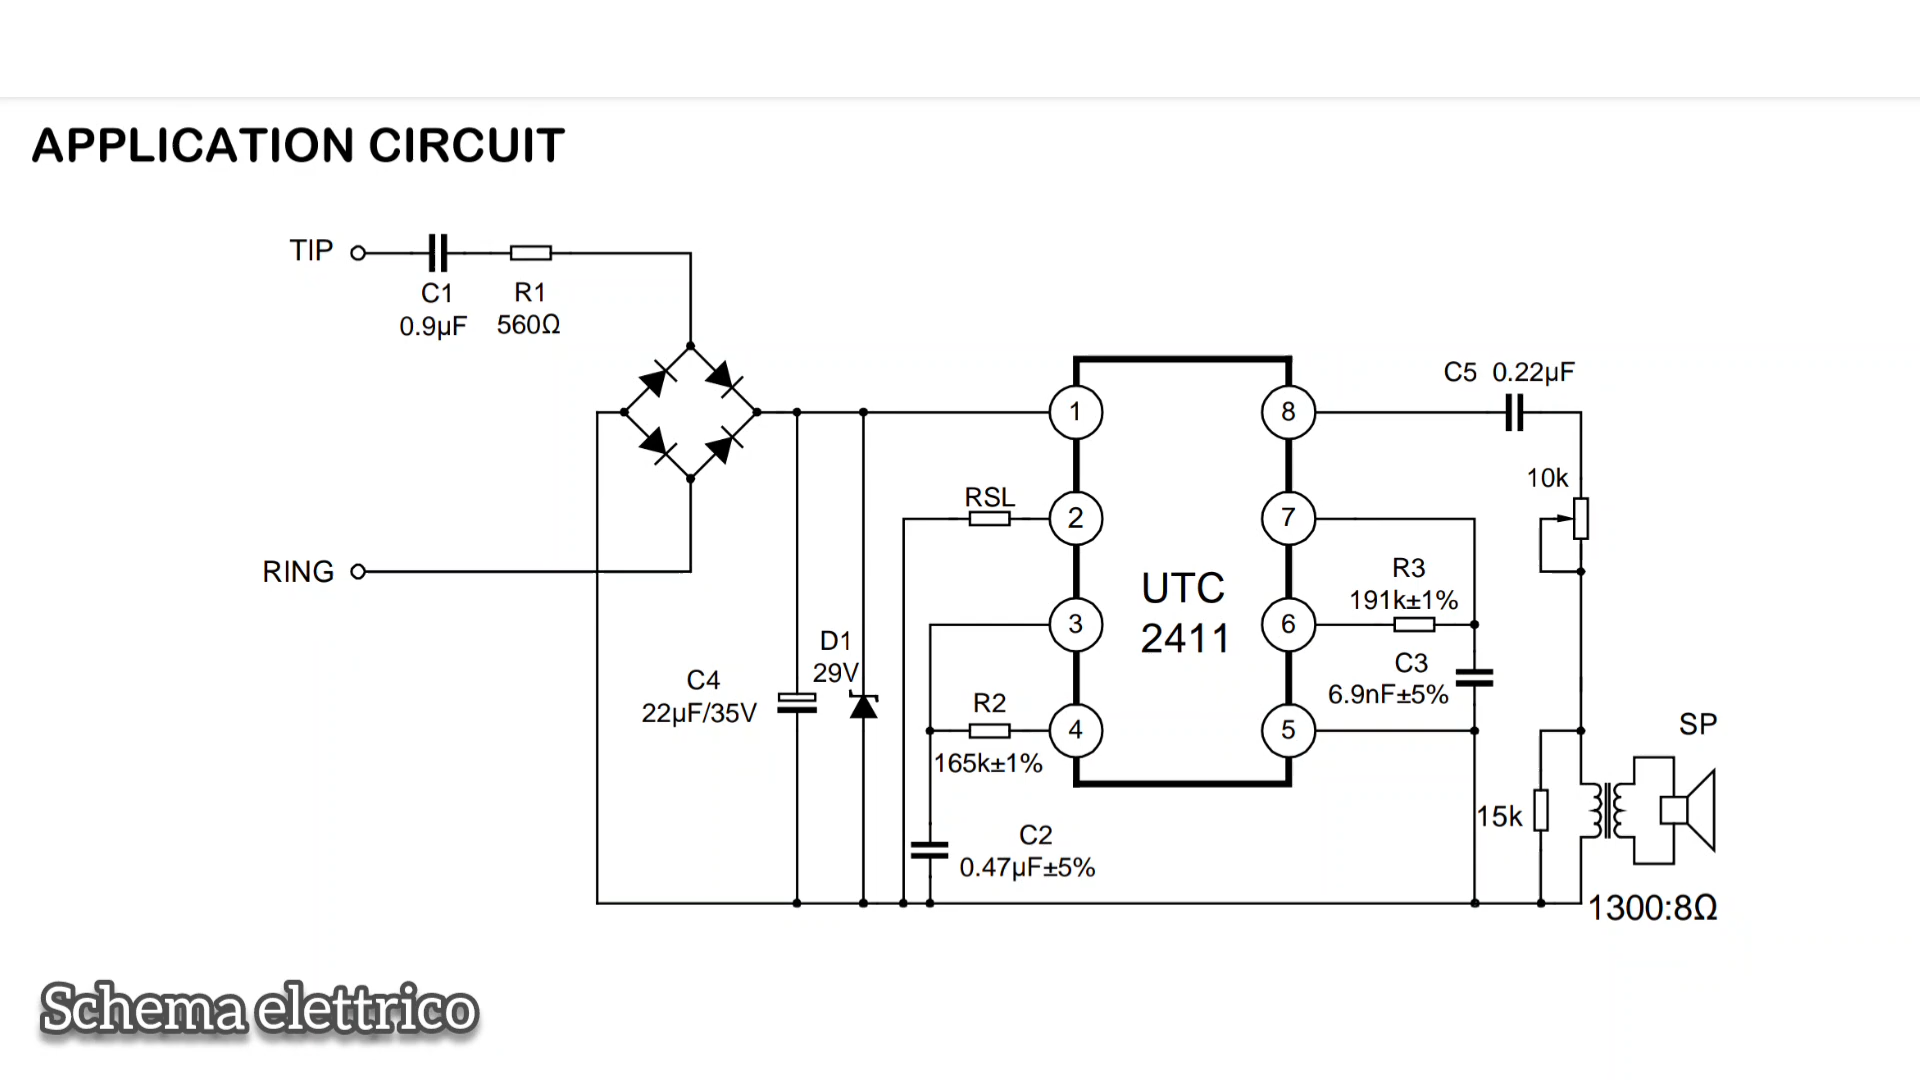 APPLICATION CIRCUIT
TIP
C1
0.9µF
R1
560Ω
RING
C4
22µF/35V
D1
29V
RSL
R2
165k±1%
C2
0.47µF±5%
1
2
3
4
UTC
2411
8
7
6
5
C5 0.22µF
10k
R3
191k±1%
C3
6.9nF±5%
15k
SP
1300:8Ω
Schema elettrico